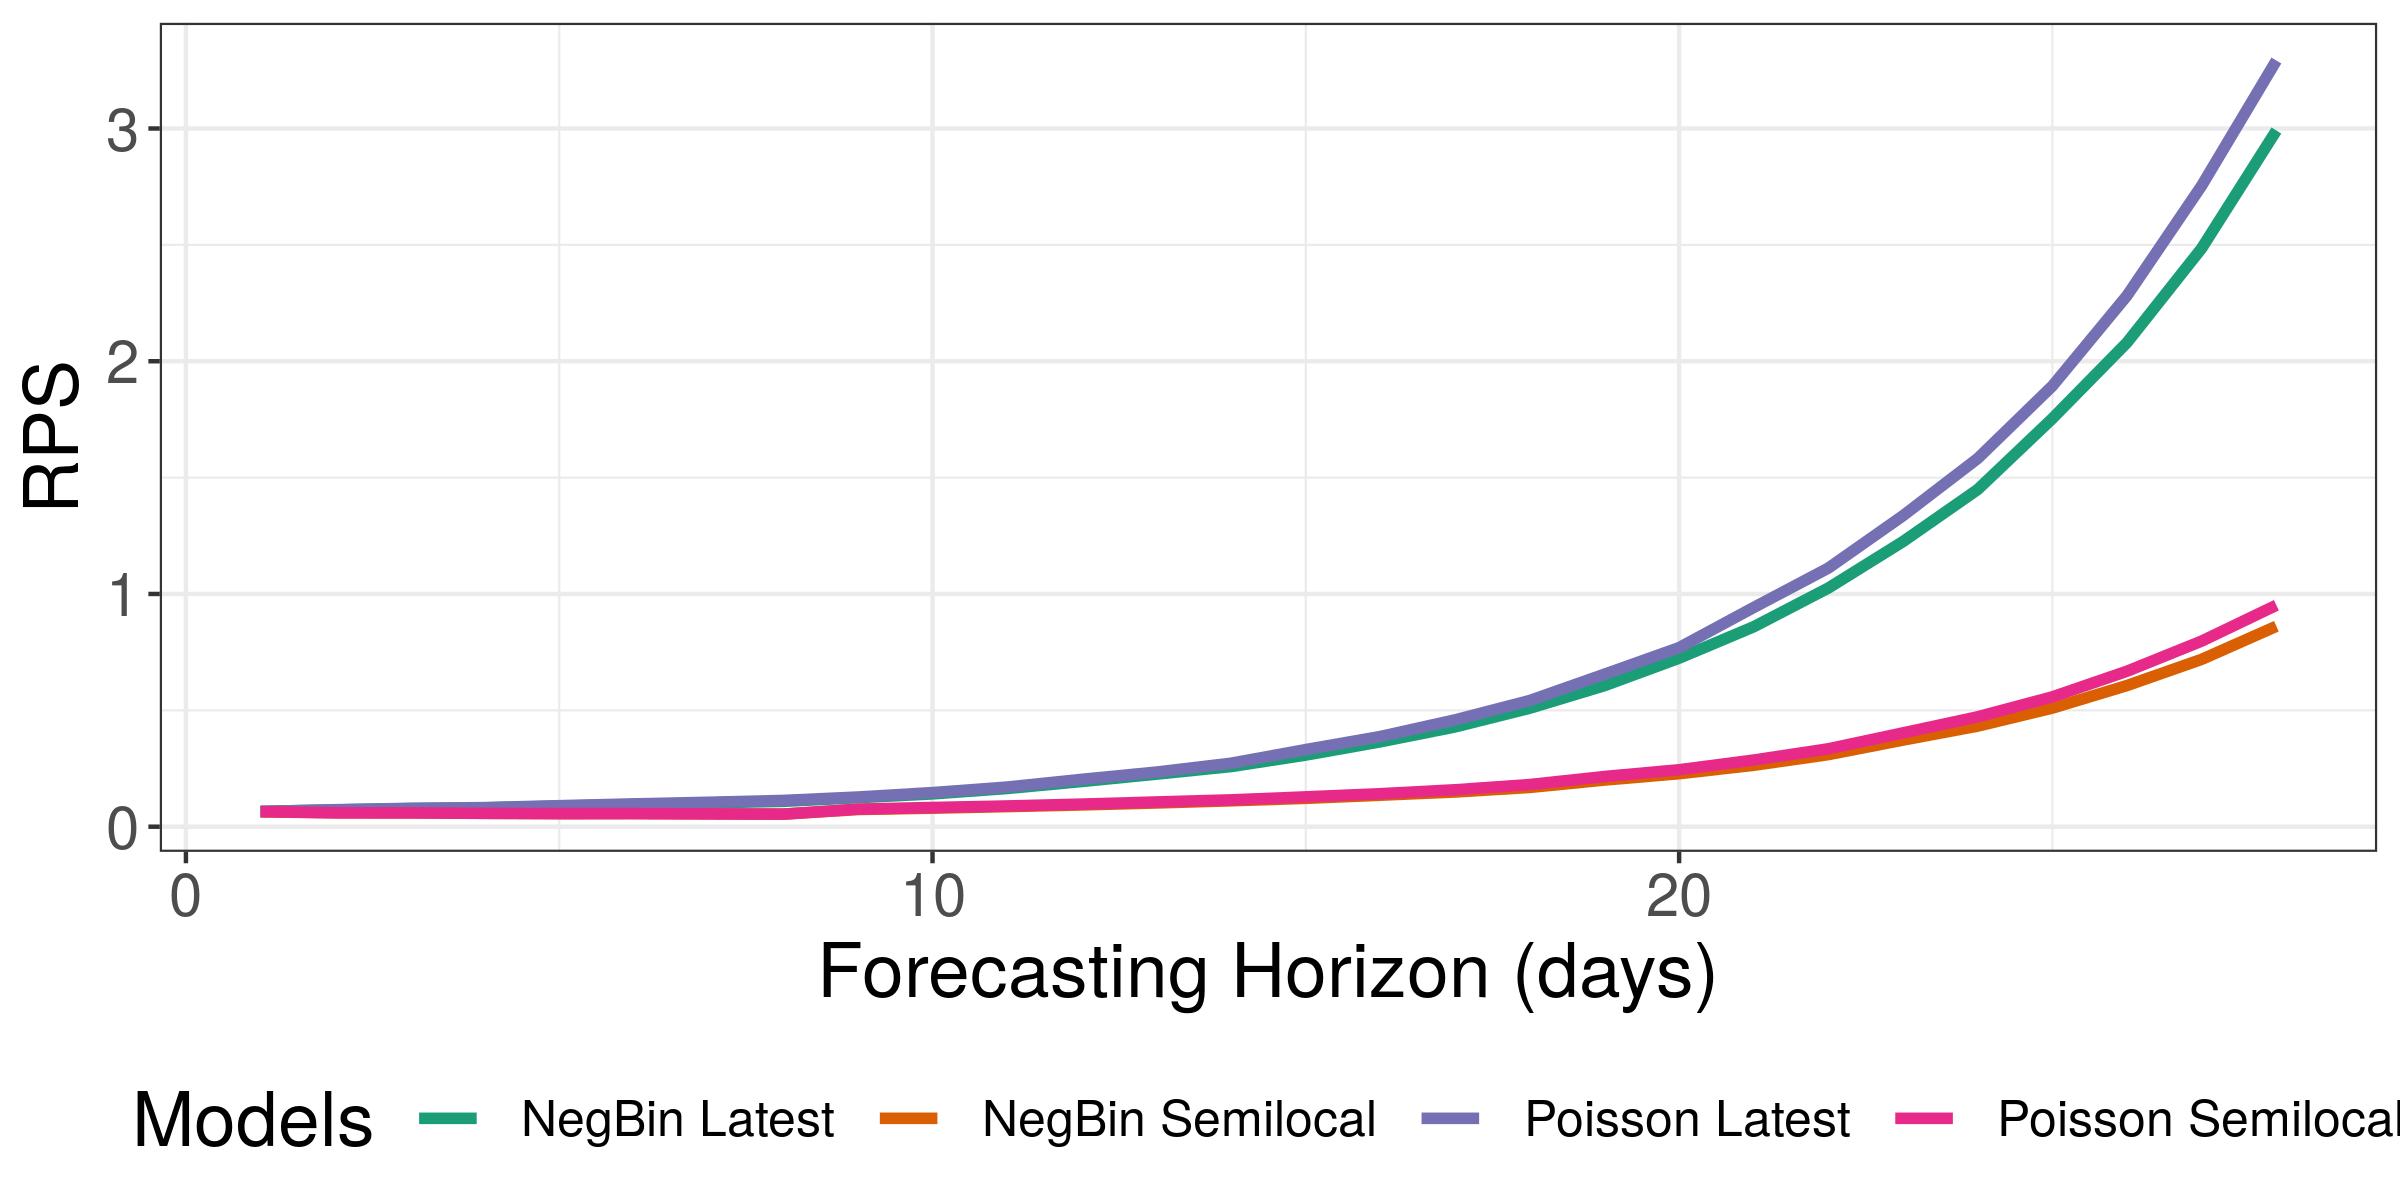 RPS
3
2
1
0
0 10 20
Forecasting Horizon (days)
Models NegBin Latest NegBin Semilocal Poisson Latest Poisson Semilocal